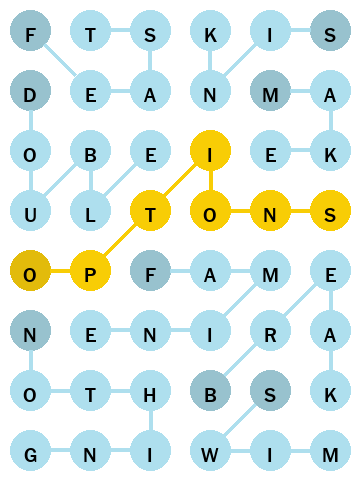 F T S K I S
D E A N M A
O B E I E K
U L T O N S
O P F A M E
N E N I R A
O T H B S K
G N I W I M